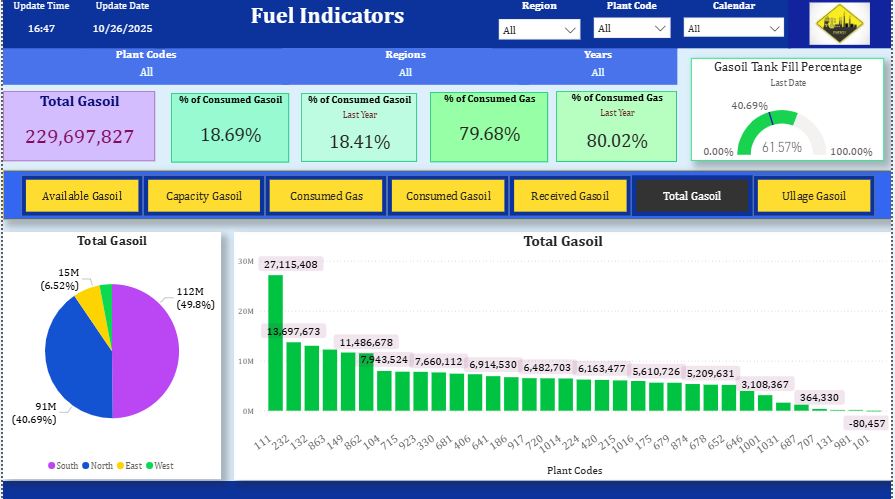 Update Time
Update Date
Fuel Indicators
Region
Plant Code
Calendar
16:47
10/26/2025
All
All
All
Plant Codes
Regions
Years
All
All
All
Gasoil Tank Fill Percentage
Last Date
40.69%
0.00%
61.57%
100.00%
Total Gasoil
229,697,827
% of Consumed Gasoil
18.69%
% of Consumed Gasoil
Last Year
18.41%
% of Consumed Gas
79.68%
% of Consumed Gas
Last Year
80.02%
Available Gasoil
Capacity Gasoil
Consumed Gas
Consumed Gasoil
Received Gasoil
Total Gasoil
Ullage Gasoil
Total Gasoil
15M
(6.52%)
112M
(49.8%)
91M
(40.69%)
South
North
East
West
Total Gasoil
30M
20M
10M
0M
27,115,408
13,697,673
11,486,678
7,943,524
7,660,112
6,914,530
6,482,703
6,163,477
5,610,726
5,209,631
3,108,367
364,330
-80,457
111
232
132
863
149
862
104
715
923
330
681
406
641
186
917
720
1014
224
420
215
1016
175
679
874
678
652
646
1001
1031
687
707
131
981
101
Plant Codes